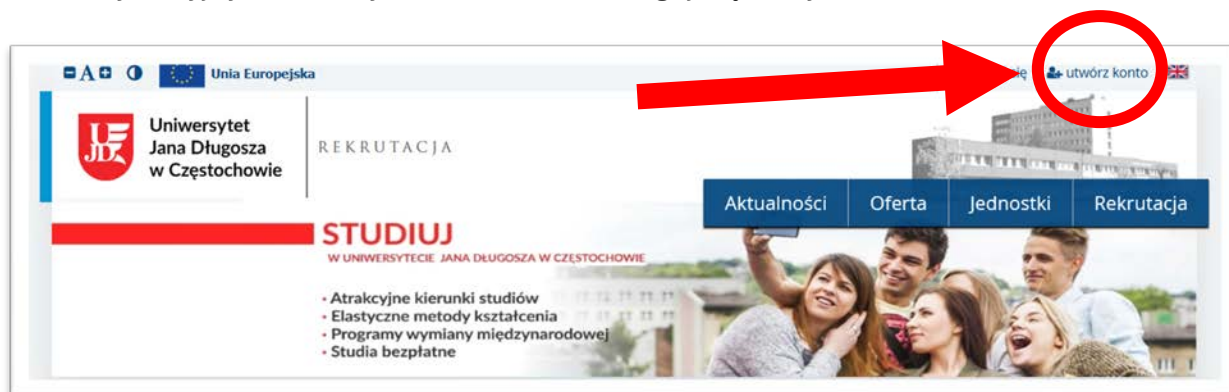 A Unia Europejska
utwórz konto
UJD
Uniwersytet
Jana Długosza
w Częstochowie
REKRUTACJA
Aktualności Oferta Jednostki Rekrutacja
STUDIUJ
W UNIWERSYTECIE JANA DŁUGOSZA W CZĘSTOCHOWIE
• Atrakcyjne kierunki studiów
• Elastyczne metody kształcenia
• Programy wymiany międzynarodowej
• Studia bezpłatne